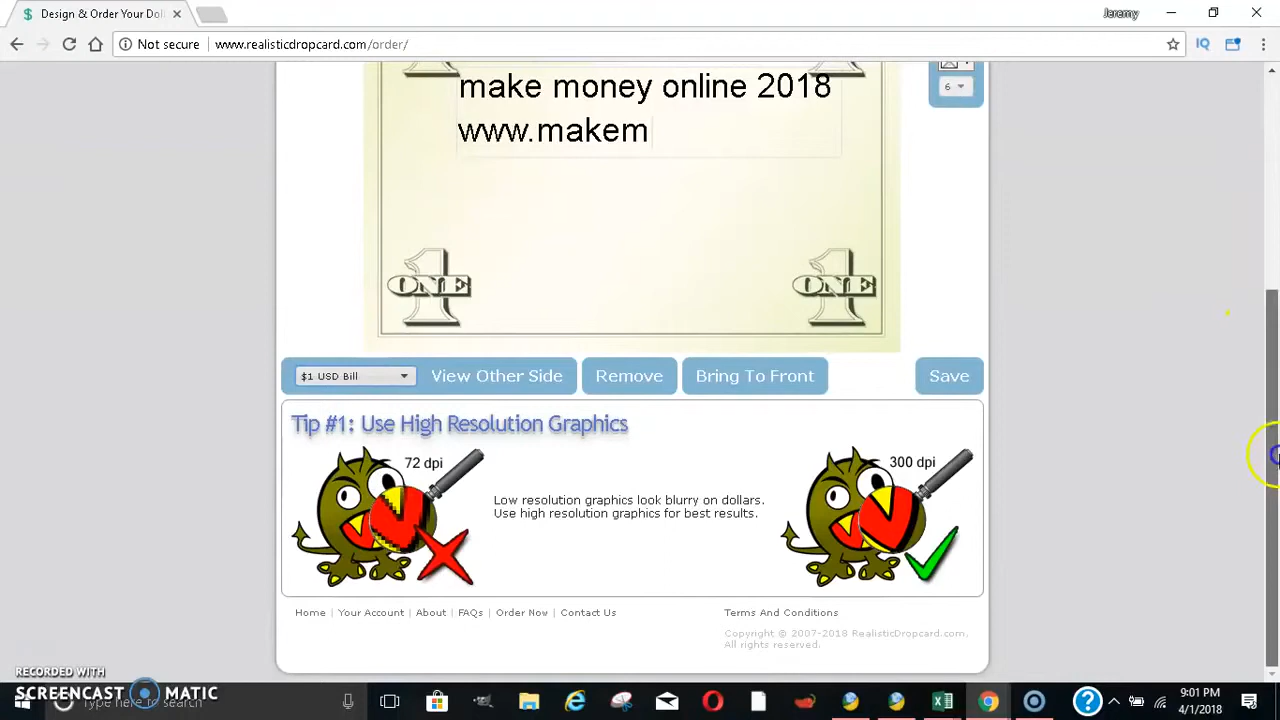 Design & Order Your Doll
Jeremy
Not secure
www.realisticdropcard.com/order/
make money online 2018
6
www.makem
1 ONE
1 ONE
$1 USD Bill
View Other Side
Remove
Bring To Front
Save
Tip #1: Use High Resolution Graphics
72 dpi
300 dpi
Low resolution graphics look blurry on dollars.
Use high resolution graphics for best results.
Home | Your Account | About | FAQs | Order Now | Contact Us
Terms And Conditions
Copyright © 2007-2018 RealisticDropcard.com,
All rights reserved.
RECORDED WITH
SCREENCAST MATIC
Type here to search
9:01 PM
4/1/2018